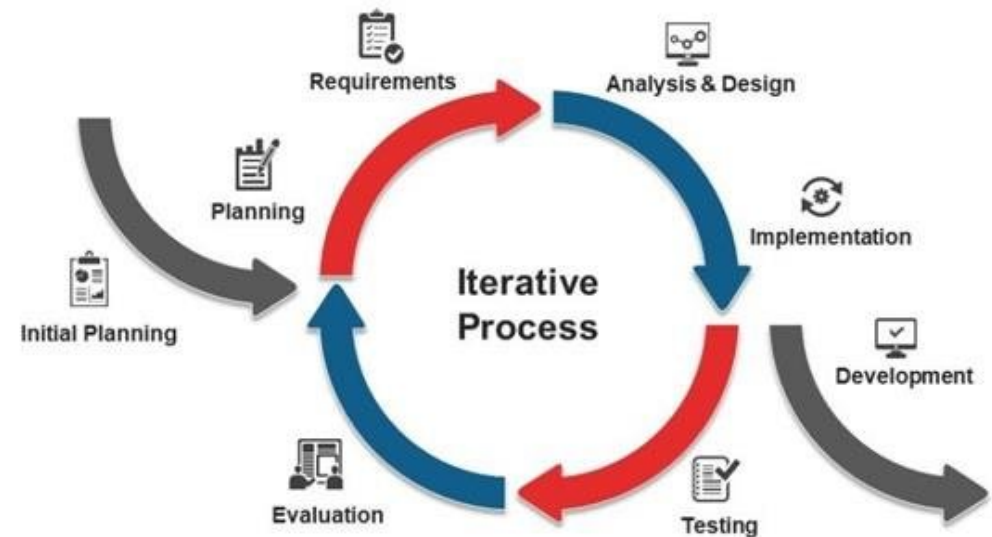 Requirements
Analysis & Design
Planning
Implementation
Iterative
Process
Initial Planning
Development
Evaluation
Testing